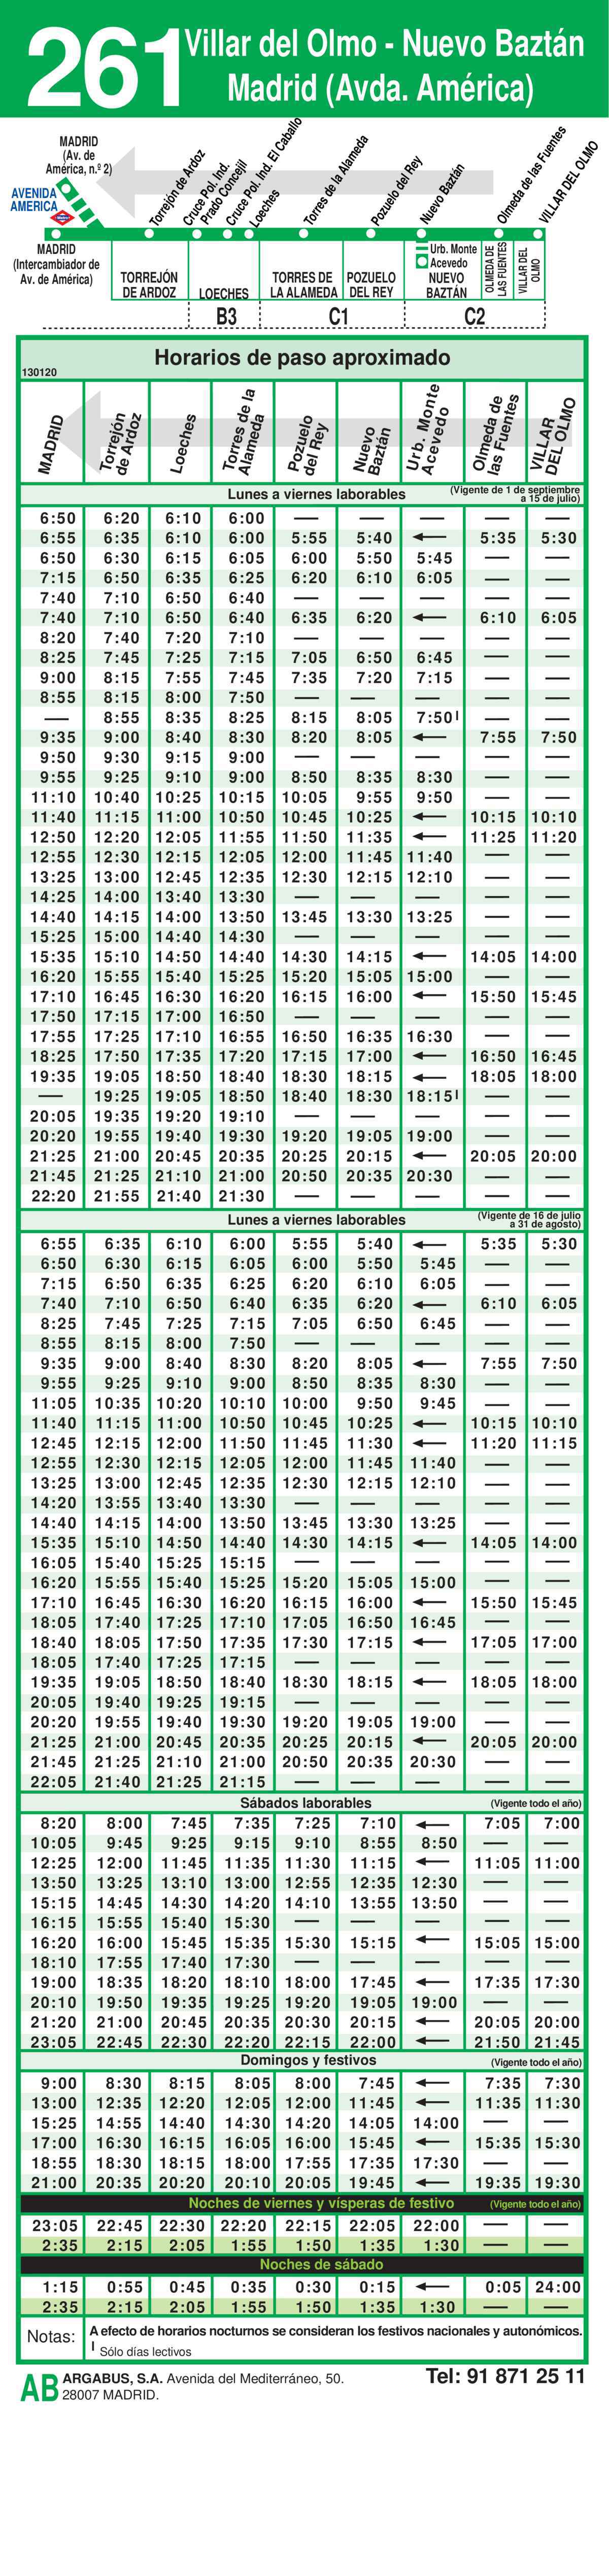 261 Villar del Olmo - Nuevo Baztán
Madrid (Avda. América)
MADRID
(Av. de
América, n.º 2)
AVENIDA
AMERICA
Torrejón de Ardoz
Cruce Pol. Ind.
Prado Concejil
Cruce Pol. Ind. El Caballo
Loeches
Torres de la Alameda
Pozuelo del Rey
Nuevo Baztán
Olmeda de las Fuentes
VILLAR DEL OLMO
MADRID
(Intercambiador de
Av. de América)
TORREJÓN
DE ARDOZ
LOECHES
TORRES DE
LA ALAMEDA
POZUELO
DEL REY
Urb. Monte
Acevedo
NUEVO
BAZTÁN
OLMEDA DE
LAS FUENTES
VILLAR DEL
OLMO
B3 C1 C2
Horarios de paso aproximado
130120
MADRID
Torrejón
de Ardoz
Loeches
Torres de la
Alameda
Pozuelo
del Rey
Nuevo
Baztán
Urb. Monte
Acevedo
Olmeda de
las Fuentes
VILLAR
DEL OLMO
Lunes a viernes laborables (Vigente de 1 de septiembre
a 15 de julio)
6:50 6:20 6:10 6:00 — — — — —
6:55 6:35 6:10 6:00 5:55 5:40 ← 5:35 5:30
6:50 6:30 6:15 6:05 6:00 5:50 5:45 — —
7:15 6:50 6:35 6:25 6:20 6:10 6:05 — —
7:40 7:10 6:50 6:40 — — — — —
7:40 7:10 6:50 6:40 6:35 6:20 ← 6:10 6:05
8:20 7:40 7:20 7:10 — — — — —
8:25 7:45 7:25 7:15 7:05 6:50 6:45 — —
9:00 8:15 7:55 7:45 7:35 7:20 7:15 — —
8:55 8:15 8:00 7:50 — — — — —
— 8:55 8:35 8:25 8:15 8:05 7:50 l — —
9:35 9:00 8:40 8:30 8:20 8:05 ← 7:55 7:50
9:50 9:30 9:15 9:00 — — — — —
9:55 9:25 9:10 9:00 8:50 8:35 8:30 — —
11:10 10:40 10:25 10:15 10:05 9:55 9:50 — —
11:40 11:15 11:00 10:50 10:45 10:25 ← 10:15 10:10
12:50 12:20 12:05 11:55 11:50 11:35 ← 11:25 11:20
12:55 12:30 12:15 12:05 12:00 11:45 11:40 — —
13:25 13:00 12:45 12:35 12:30 12:15 12:10 — —
14:25 14:00 13:40 13:30 — — — — —
14:40 14:15 14:00 13:50 13:45 13:30 13:25 — —
15:25 15:00 14:40 14:30 — — — — —
15:35 15:10 14:50 14:40 14:30 14:15 ← 14:05 14:00
16:20 15:55 15:40 15:25 15:20 15:05 15:00 — —
17:10 16:45 16:30 16:20 16:15 16:00 ← 15:50 15:45
17:50 17:15 17:00 16:50 — — — — —
17:55 17:25 17:10 16:55 16:50 16:35 16:30 — —
18:25 17:50 17:35 17:20 17:15 17:00 ← 16:50 16:45
19:35 19:05 18:50 18:40 18:30 18:15 ← 18:05 18:00
— 19:25 19:05 18:50 18:40 18:30 18:15 l — —
20:05 19:35 19:20 19:10 — — — — —
20:20 19:55 19:40 19:30 19:20 19:05 19:00 — —
21:25 21:00 20:45 20:35 20:25 20:15 ← 20:05 20:00
21:45 21:25 21:10 21:00 20:50 20:35 20:30 — —
22:20 21:55 21:40 21:30 — — — — —
Lunes a viernes laborables (Vigente de 16 de julio
a 31 de agosto)
6:55 6:35 6:10 6:00 5:55 5:40 ← 5:35 5:30
6:50 6:30 6:15 6:05 6:00 5:50 5:45 — —
7:15 6:50 6:35 6:25 6:20 6:10 6:05 — —
7:40 7:10 6:50 6:40 6:35 6:20 ← 6:10 6:05
8:25 7:45 7:25 7:15 7:05 6:50 6:45 — —
8:55 8:15 8:00 7:50 — — — — —
9:35 9:00 8:40 8:30 8:20 8:05 ← 7:55 7:50
9:55 9:25 9:10 9:00 8:50 8:35 8:30 — —
11:05 10:35 10:20 10:10 10:00 9:50 9:45 — —
11:40 11:15 11:00 10:50 10:45 10:25 ← 10:15 10:10
12:45 12:15 12:00 11:50 11:45 11:30 ← 11:20 11:15
12:55 12:30 12:15 12:05 12:00 11:45 11:40 — —
13:25 13:00 12:45 12:35 12:30 12:15 12:10 — —
14:20 13:55 13:40 13:30 — — — — —
14:40 14:15 14:00 13:50 13:45 13:30 13:25 — —
15:35 15:10 14:50 14:40 14:30 14:15 ← 14:05 14:00
16:05 15:40 15:25 15:15 — — — — —
16:20 15:55 15:40 15:25 15:20 15:05 15:00 — —
17:10 16:45 16:30 16:20 16:15 16:00 ← 15:50 15:45
18:05 17:40 17:25 17:10 17:05 16:50 16:45 — —
18:40 18:05 17:50 17:35 17:30 17:15 ← 17:05 17:00
18:05 17:40 17:25 17:15 — — — — —
19:35 19:05 18:50 18:40 18:30 18:15 ← 18:05 18:00
20:05 19:40 19:25 19:15 — — — — —
20:20 19:55 19:40 19:30 19:20 19:05 19:00 — —
21:25 21:00 20:45 20:35 20:25 20:15 ← 20:05 20:00
21:45 21:25 21:10 21:00 20:50 20:35 20:30 — —
22:05 21:40 21:25 21:15 — — — — —
Sábados laborables (Vigente todo el año)
8:20 8:00 7:45 7:35 7:25 7:10 ← 7:05 7:00
10:05 9:45 9:25 9:15 9:10 8:55 8:50 — —
12:25 12:00 11:45 11:35 11:30 11:15 ← 11:05 11:00
13:50 13:25 13:10 13:00 12:55 12:35 12:30 — —
15:15 14:45 14:30 14:20 14:10 13:55 13:50 — —
16:15 15:55 15:40 15:30 — — — — —
16:20 16:00 15:45 15:35 15:30 15:15 ← 15:05 15:00
18:10 17:55 17:40 17:30 — — — — —
19:00 18:35 18:20 18:10 18:00 17:45 ← 17:35 17:30
20:10 19:50 19:35 19:25 19:20 19:05 19:00 — —
21:20 21:00 20:45 20:35 20:30 20:15 ← 20:05 20:00
23:05 22:45 22:30 22:20 22:15 22:00 ← 21:50 21:45
Domingos y festivos (Vigente todo el año)
9:00 8:30 8:15 8:05 8:00 7:45 ← 7:35 7:30
13:00 12:35 12:20 12:05 12:00 11:45 ← 11:35 11:30
15:25 14:55 14:40 14:30 14:20 14:05 14:00 — —
17:00 16:30 16:15 16:05 16:00 15:45 ← 15:35 15:30
18:55 18:30 18:15 18:00 17:55 17:35 17:30 — —
21:00 20:35 20:20 20:10 20:05 19:45 ← 19:35 19:30
Noches de viernes y vísperas de festivo (Vigente todo el año)
23:05 22:45 22:30 22:20 22:15 22:05 22:00 — —
2:35 2:15 2:05 1:55 1:50 1:35 1:30 — —
Noches de sábado
1:15 0:55 0:45 0:35 0:30 0:15 ← 0:05 24:00
2:35 2:15 2:05 1:55 1:50 1:35 1:30 — —
Notas: A efecto de horarios nocturnos se consideran los festivos nacionales y autonómicos.
l Sólo días lectivos
AB ARGABUS, S.A. Avenida del Mediterráneo, 50.
28007 MADRID.
Tel: 91 871 25 11